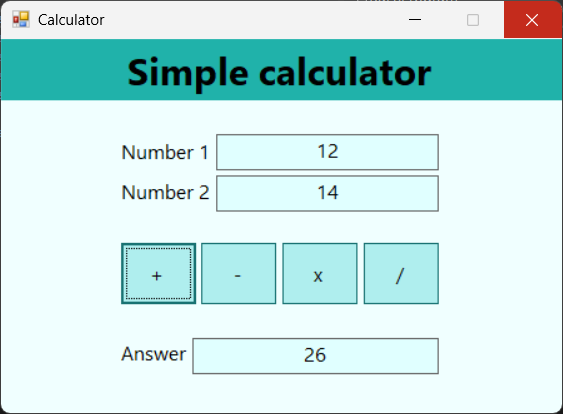 Calculator
Simple calculator
Number 1 12
Number 2 14
+ - x /
Answer 26